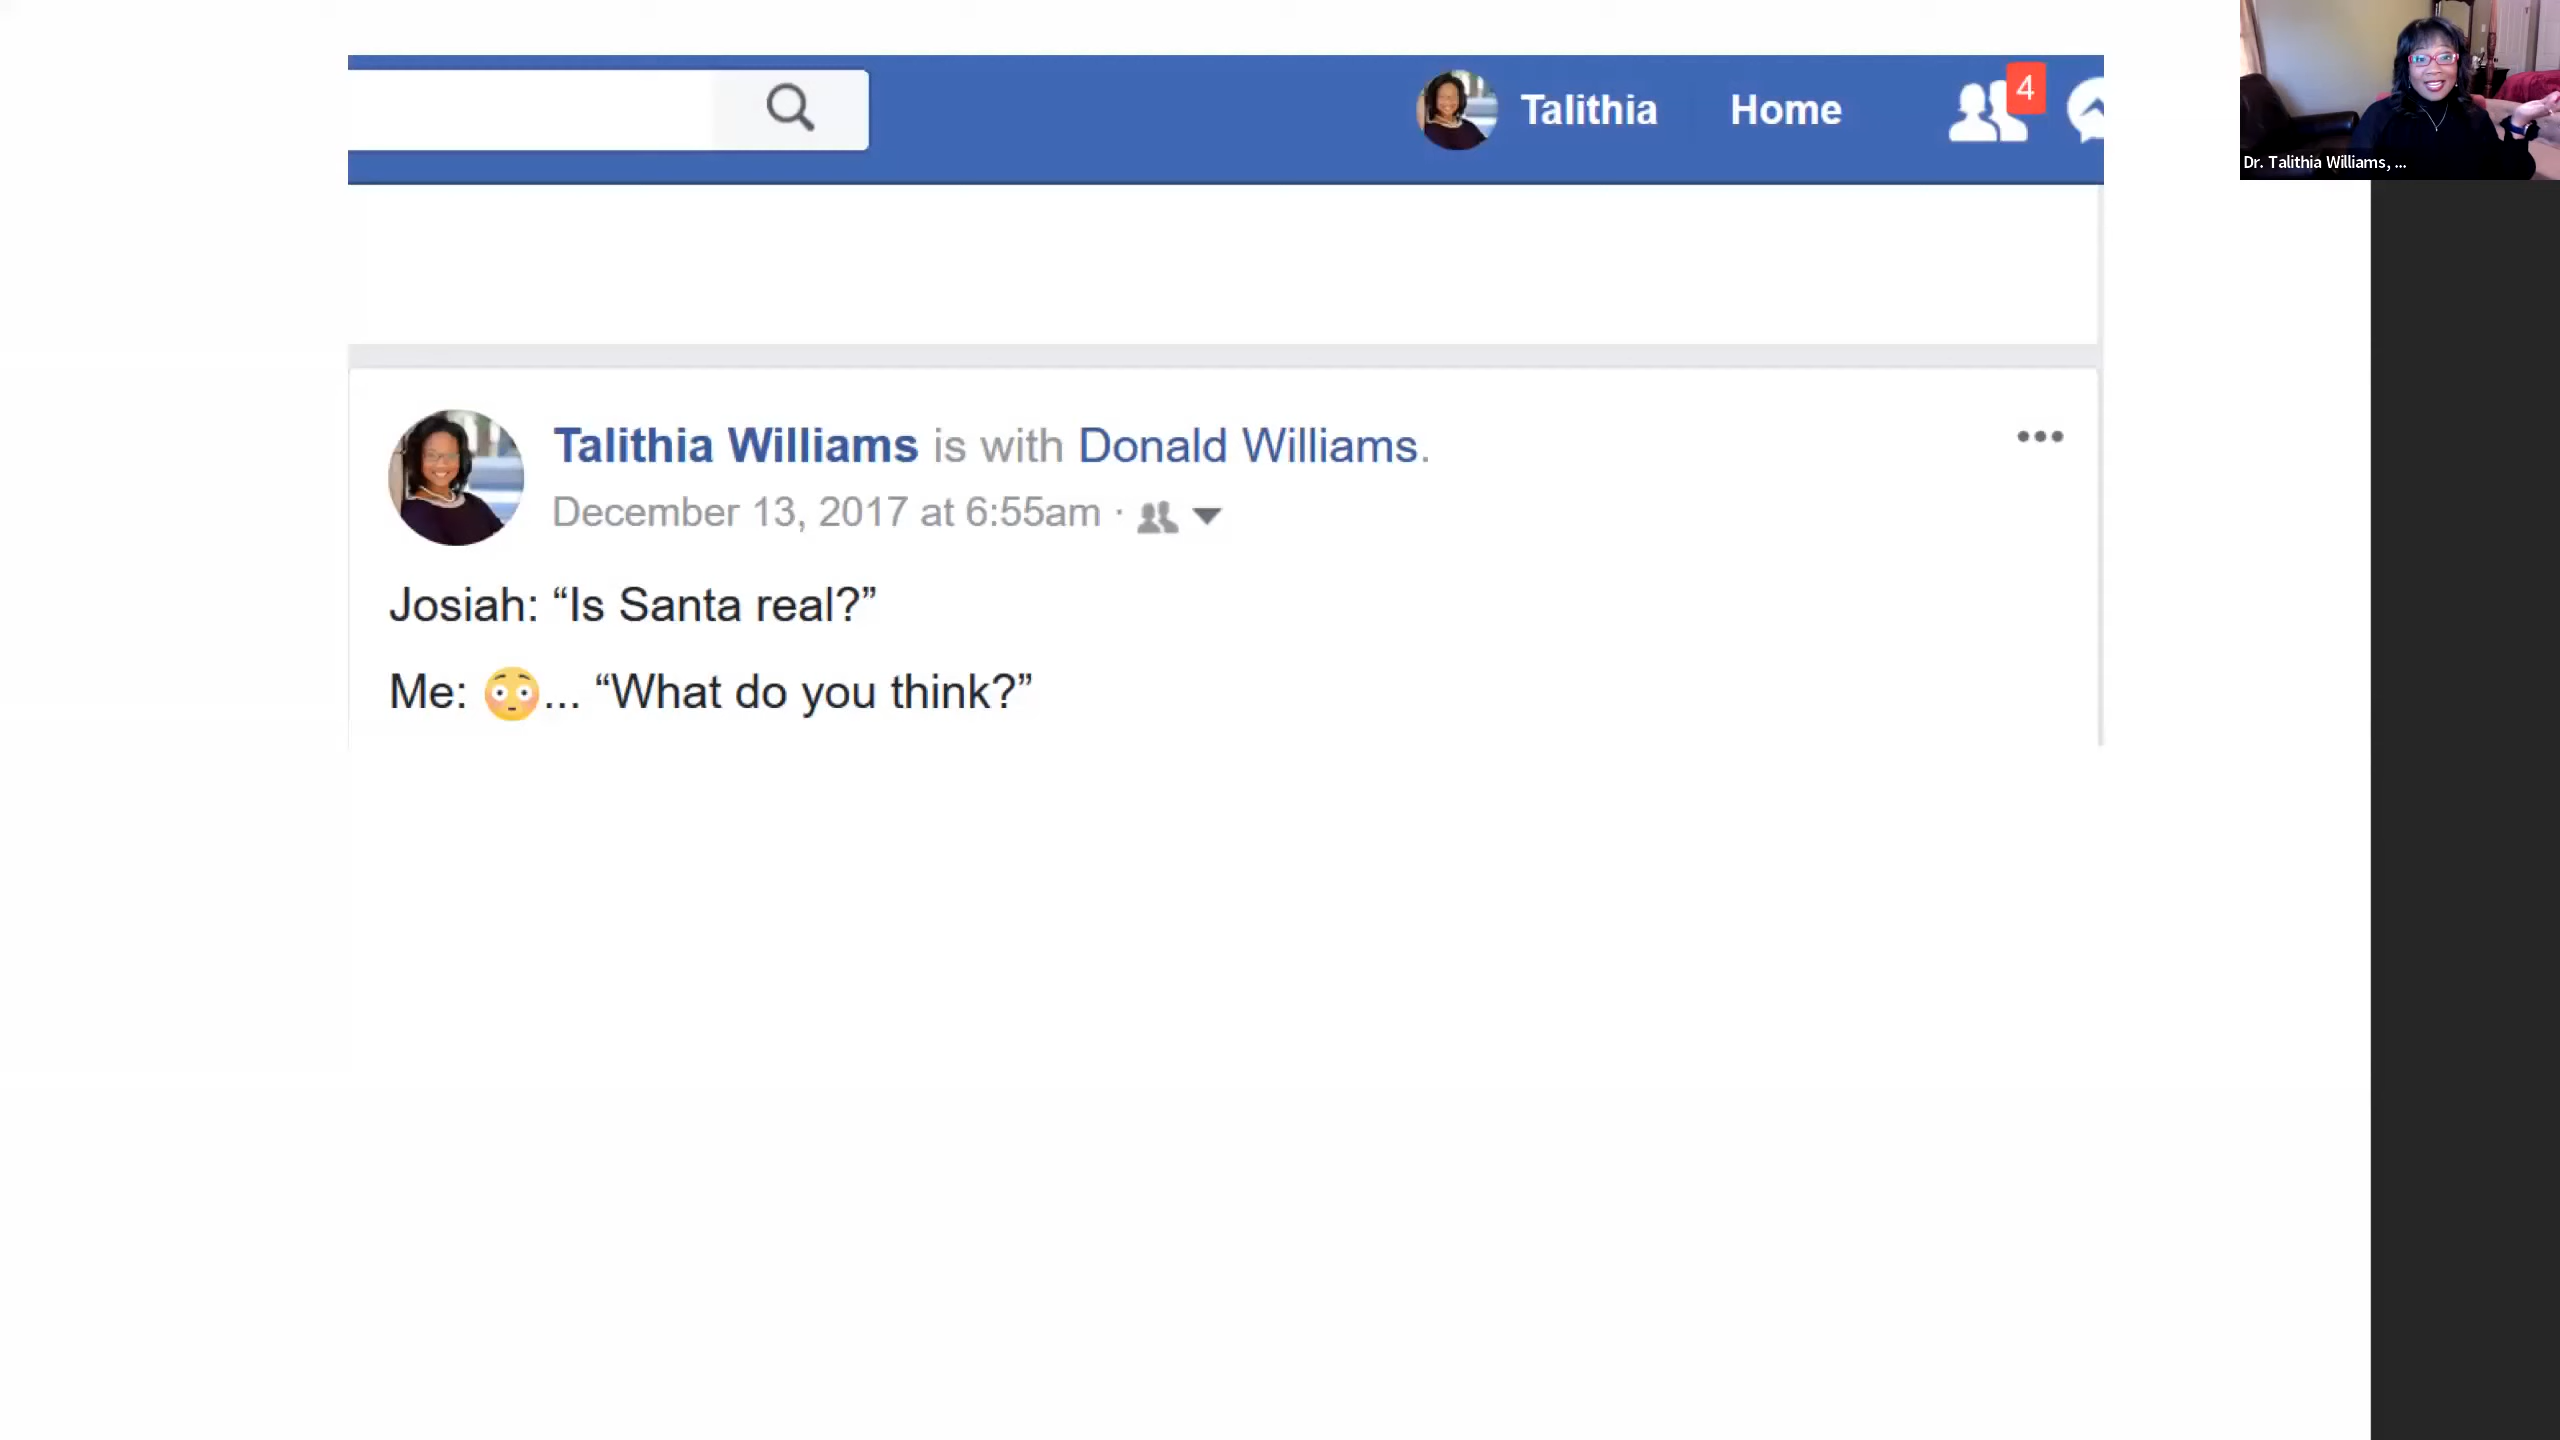 Talithia Home 4
Dr. Talithia Williams, ...
Talithia Williams is with Donald Williams.
December 13, 2017 at 6:55am ·
Josiah: “Is Santa real?”
Me: 😳... “What do you think?”